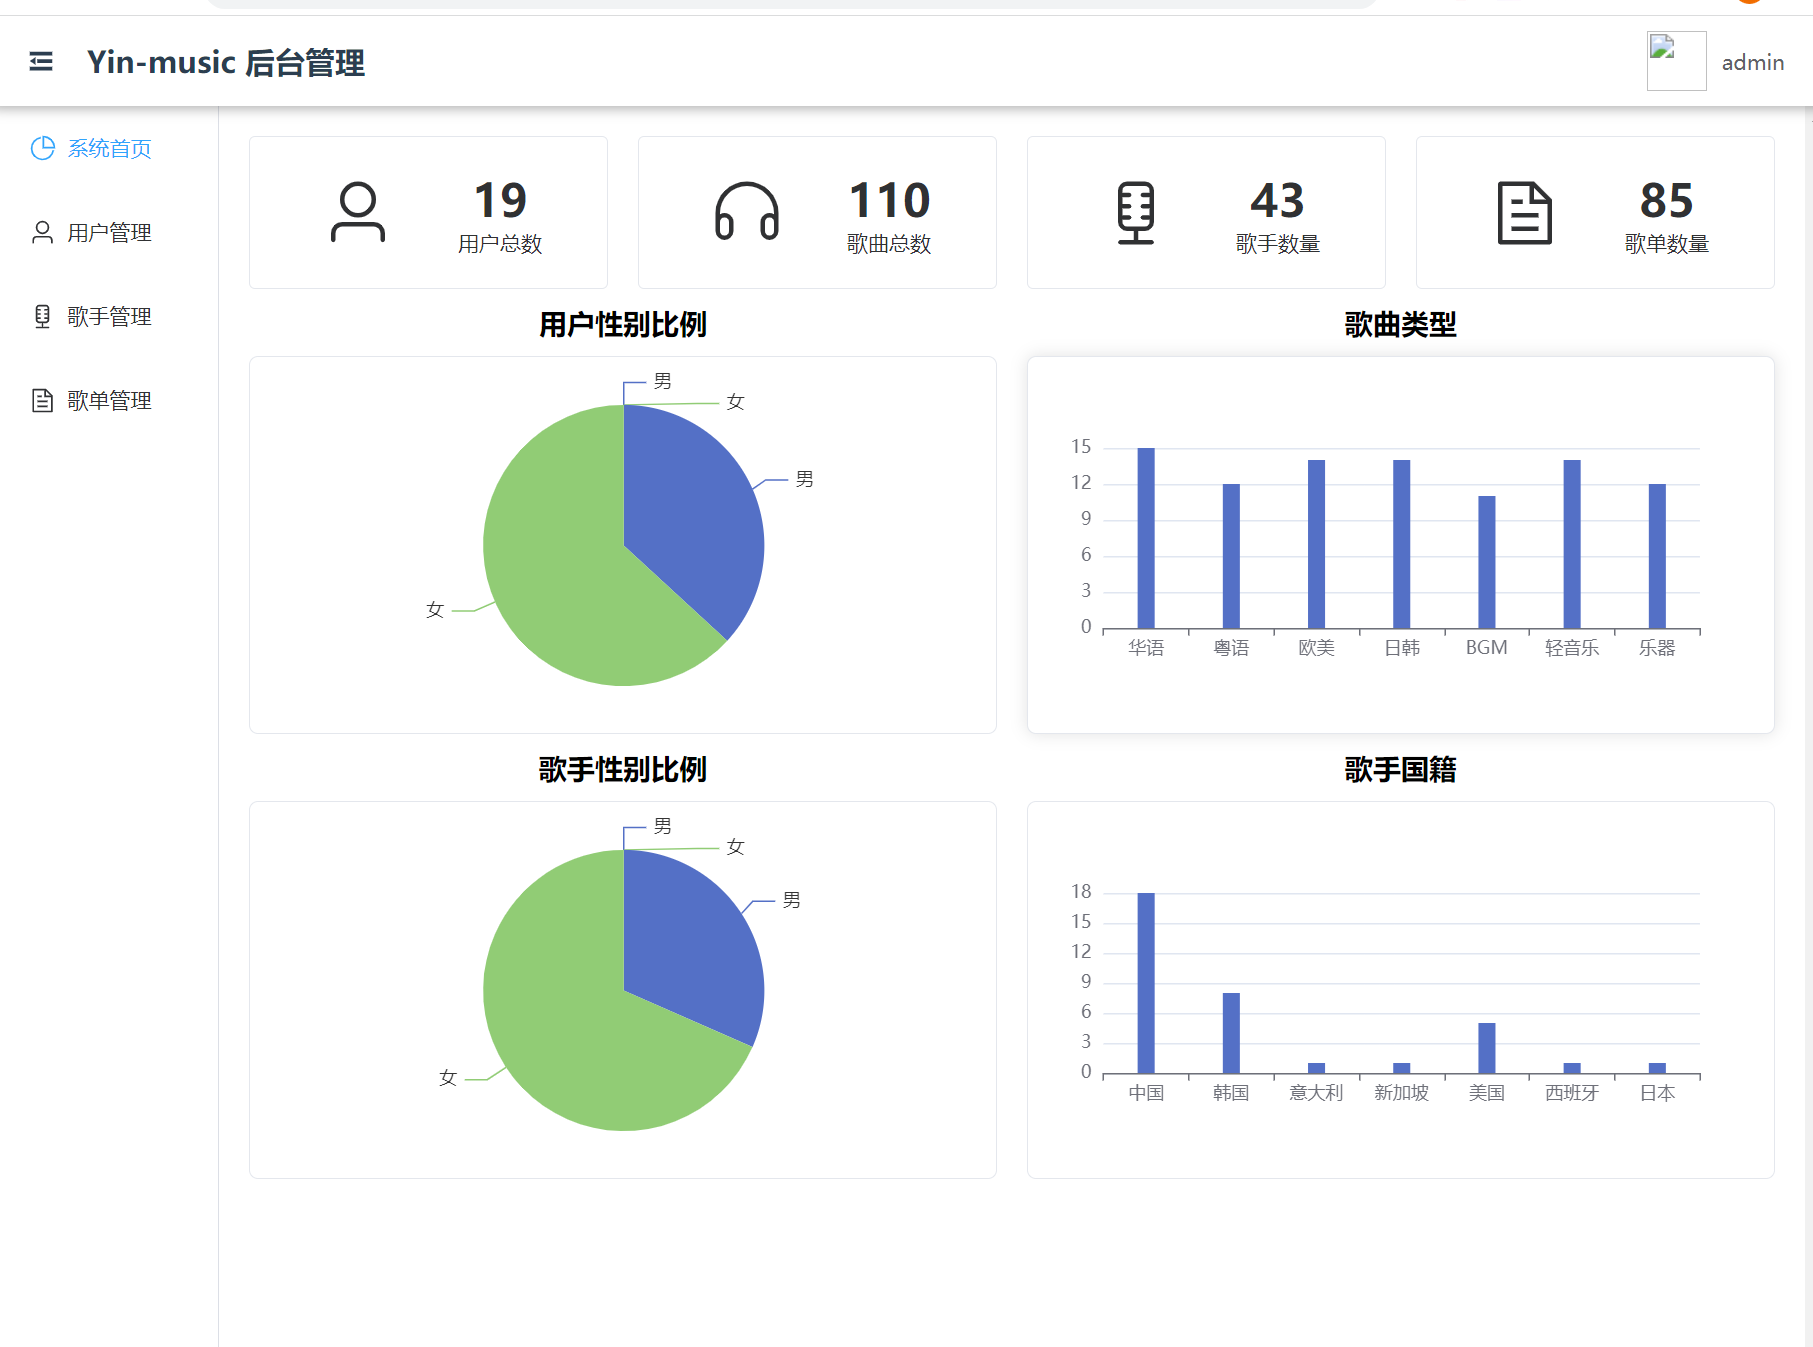 Yin-music 后台管理
admin
系统首页
用户管理
歌手管理
歌单管理
19
用户总数
110
歌曲总数
43
歌手数量
85
歌单数量
用户性别比例
男
女
男
女
歌曲类型
15
12
9
6
3
0
华语 粤语 欧美 日韩 BGM 轻音乐 乐器
歌手性别比例
男
女
男
女
歌手国籍
18
15
12
9
6
3
0
中国 韩国 意大利 新加坡 美国 西班牙 日本